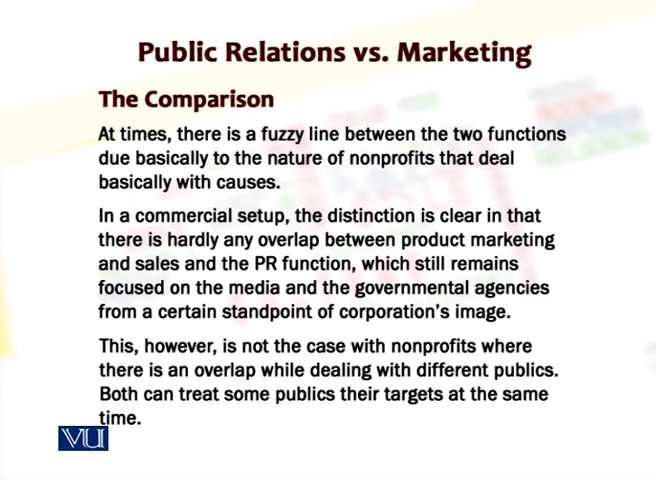 Public Relations vs. Marketing
The Comparison
At times, there is a fuzzy line between the two functions
due basically to the nature of nonprofits that deal
basically with causes.
In a commercial setup, the distinction is clear in that
there is hardly any overlap between product marketing
and sales and the PR function, which still remains
focused on the media and the governmental agencies
from a certain standpoint of corporation's image.
This, however, is not the case with nonprofits where
there is an overlap while dealing with different publics.
Both can treat some publics their targets at the same
time.
VU